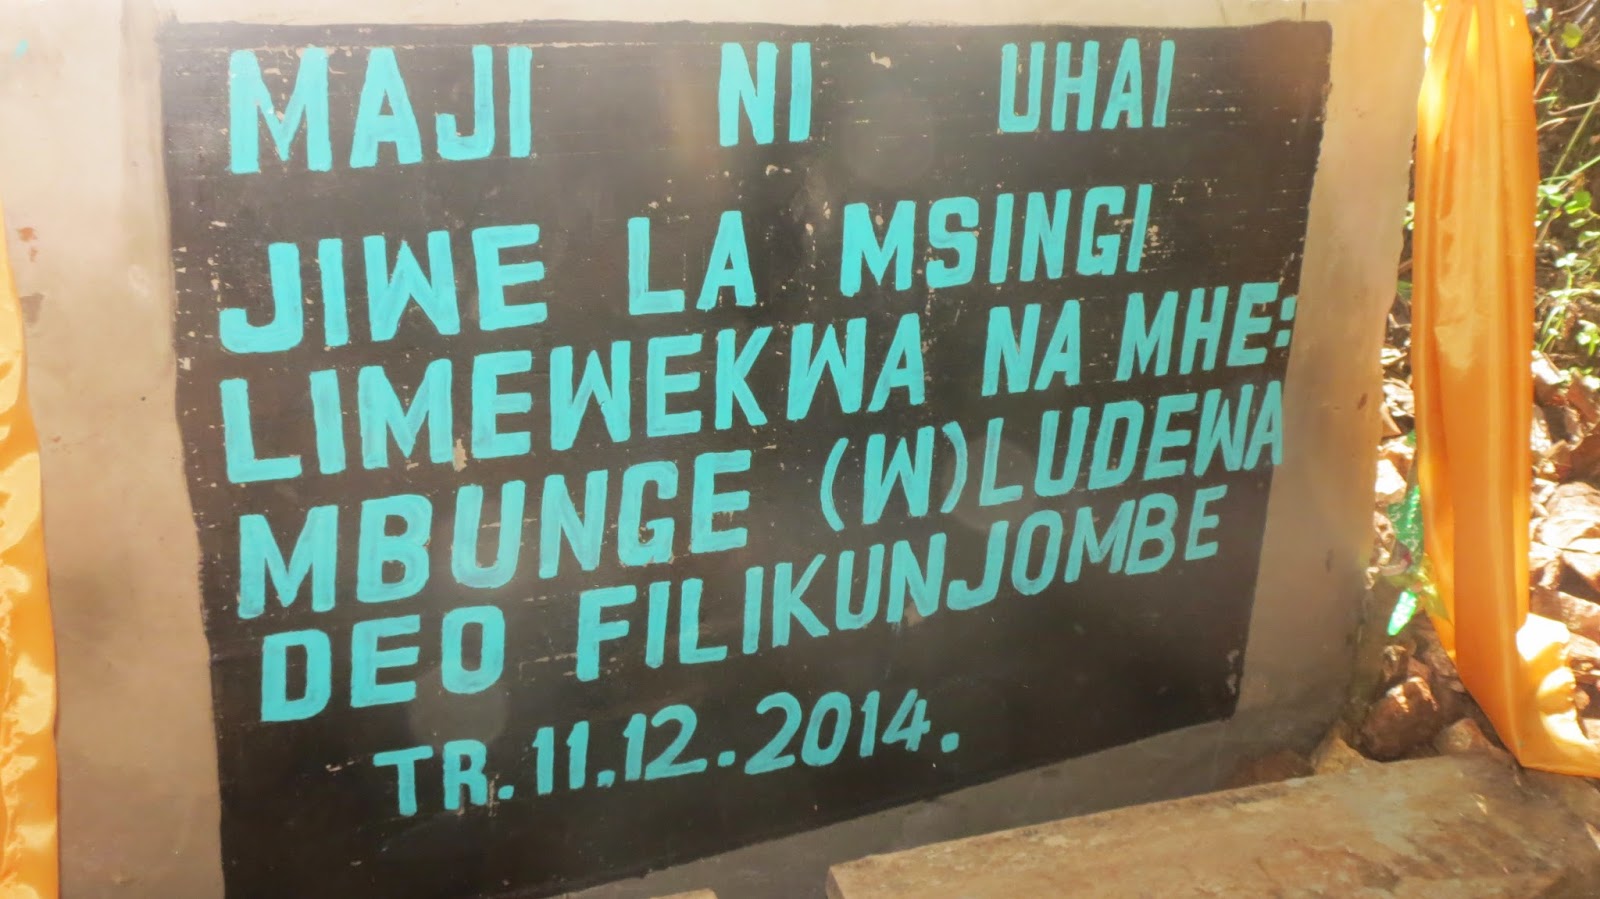 MAJI NI UHAI
JIWE LA MSINGI
LIMEWEKWA NA MHE:
MBUNGE (W) LUDEWA
DEO FILIKUNJOMBE
TR. 11.12.2014.